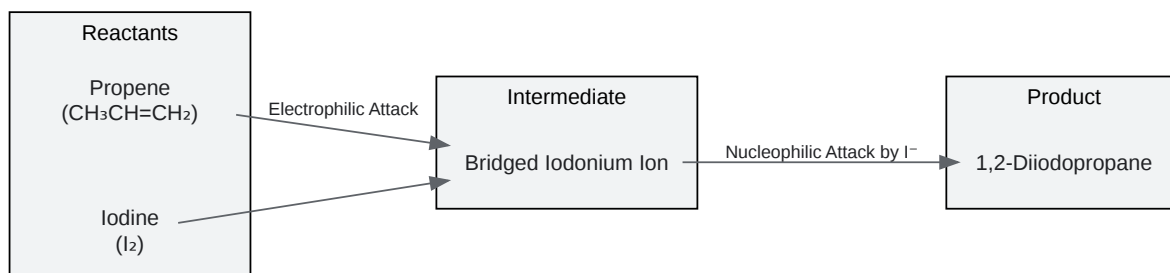 Reactants
Propene
(CH₃CH=CH₂)
Iodine
(I₂)
Electrophilic Attack
Intermediate
Bridged Iodonium Ion
Nucleophilic Attack by I⁻
Product
1,2-Diiodopropane